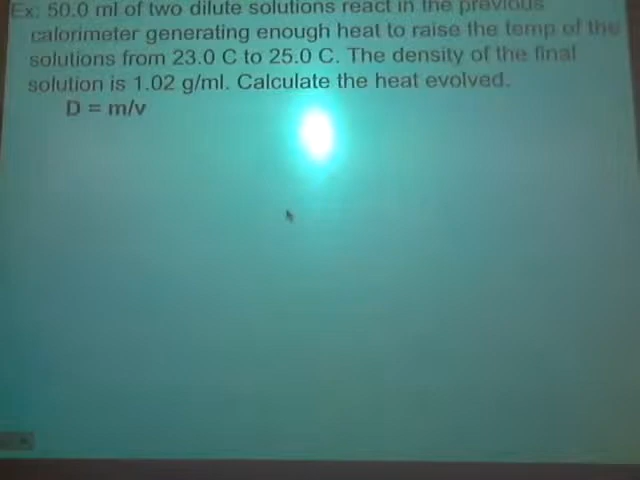 Ex: 50.0 ml of two dilute solutions react in the previous
calorimeter generating enough heat to raise the temp of the
solutions from 23.0 C to 25.0 C. The density of the final
solution is 1.02 g/ml. Calculate the heat evolved.
D = m/v